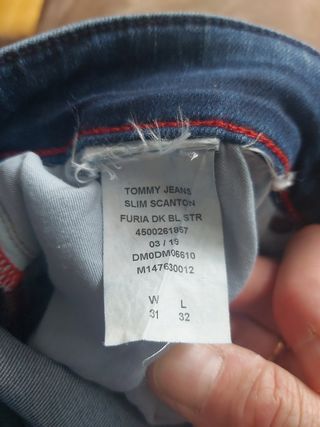 TOMMY JEANS
SLIM SCANTON
FURIA DK BL STR
4500261857
03 / 19
DM0DM06610
M147630012
W L
31 32